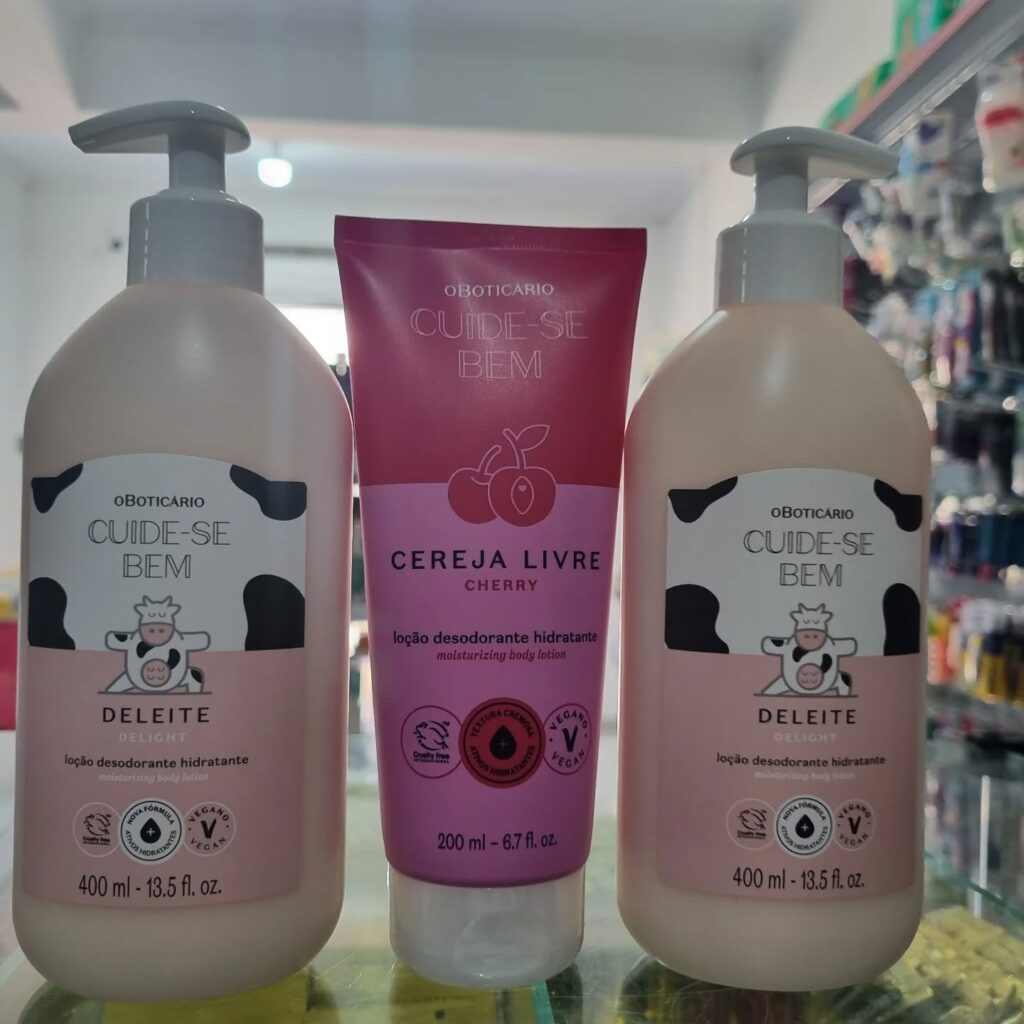 oBOTICÁRIO
CUIDE-SE
BEM
DELEITE
DELIGHT
loção desodorante hidratante
moisturizing body lotion
Cruelty Free
INTERNATIONAL
NOVA FÓRMULA
ATIVOS HIDRATANTES
VEGANO
V
VEGAN
400 ml - 13.5 fl. oz.
oBOTICÁRIO
CUIDE-SE
BEM
CEREJA LIVRE
CHERRY
loção desodorante hidratante
moisturizing body lotion
Cruelty Free
INTERNATIONAL
TEXTURA CREMOSA
ATIVOS HIDRATANTES
VEGANO
V
VEGAN
200 ml - 6.7 fl. oz.
oBOTICÁRIO
CUIDE-SE
BEM
DELEITE
DELIGHT
loção desodorante hidratante
moisturizing body lotion
Cruelty Free
INTERNATIONAL
NOVA FÓRMULA
ATIVOS HIDRATANTES
VEGANO
V
VEGAN
400 ml - 13.5 fl. oz.